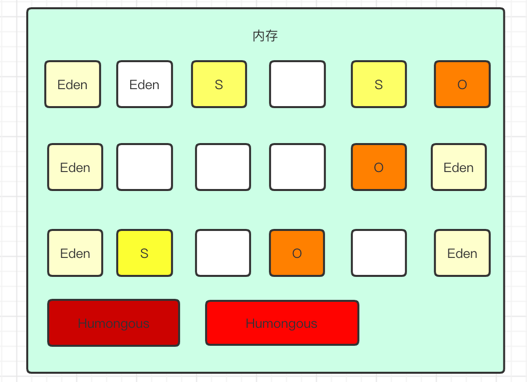 内存
Eden Eden S S O
Eden O Eden
Eden S O Eden
Humongous Humongous